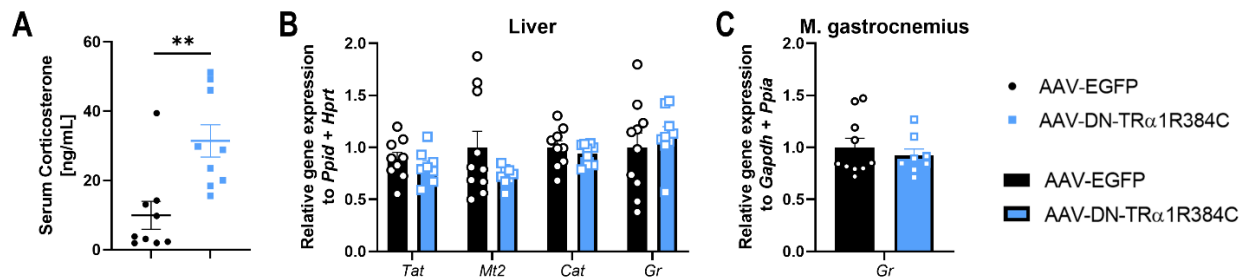 A
Serum Corticosterone
[ng/mL]
60
40
20
0
**
B
Liver
Relative gene expression
to Ppid + Hprt
2.0
1.5
1.0
0.5
0.0
Tat
Mt2
Cat
Gr
C
M. gastrocnemius
Relative gene expression
to Gapdh + Ppia
2.0
1.5
1.0
0.5
0.0
Gr
AAV-EGFP
AAV-DN-TRα1R384C
AAV-EGFP
AAV-DN-TRα1R384C